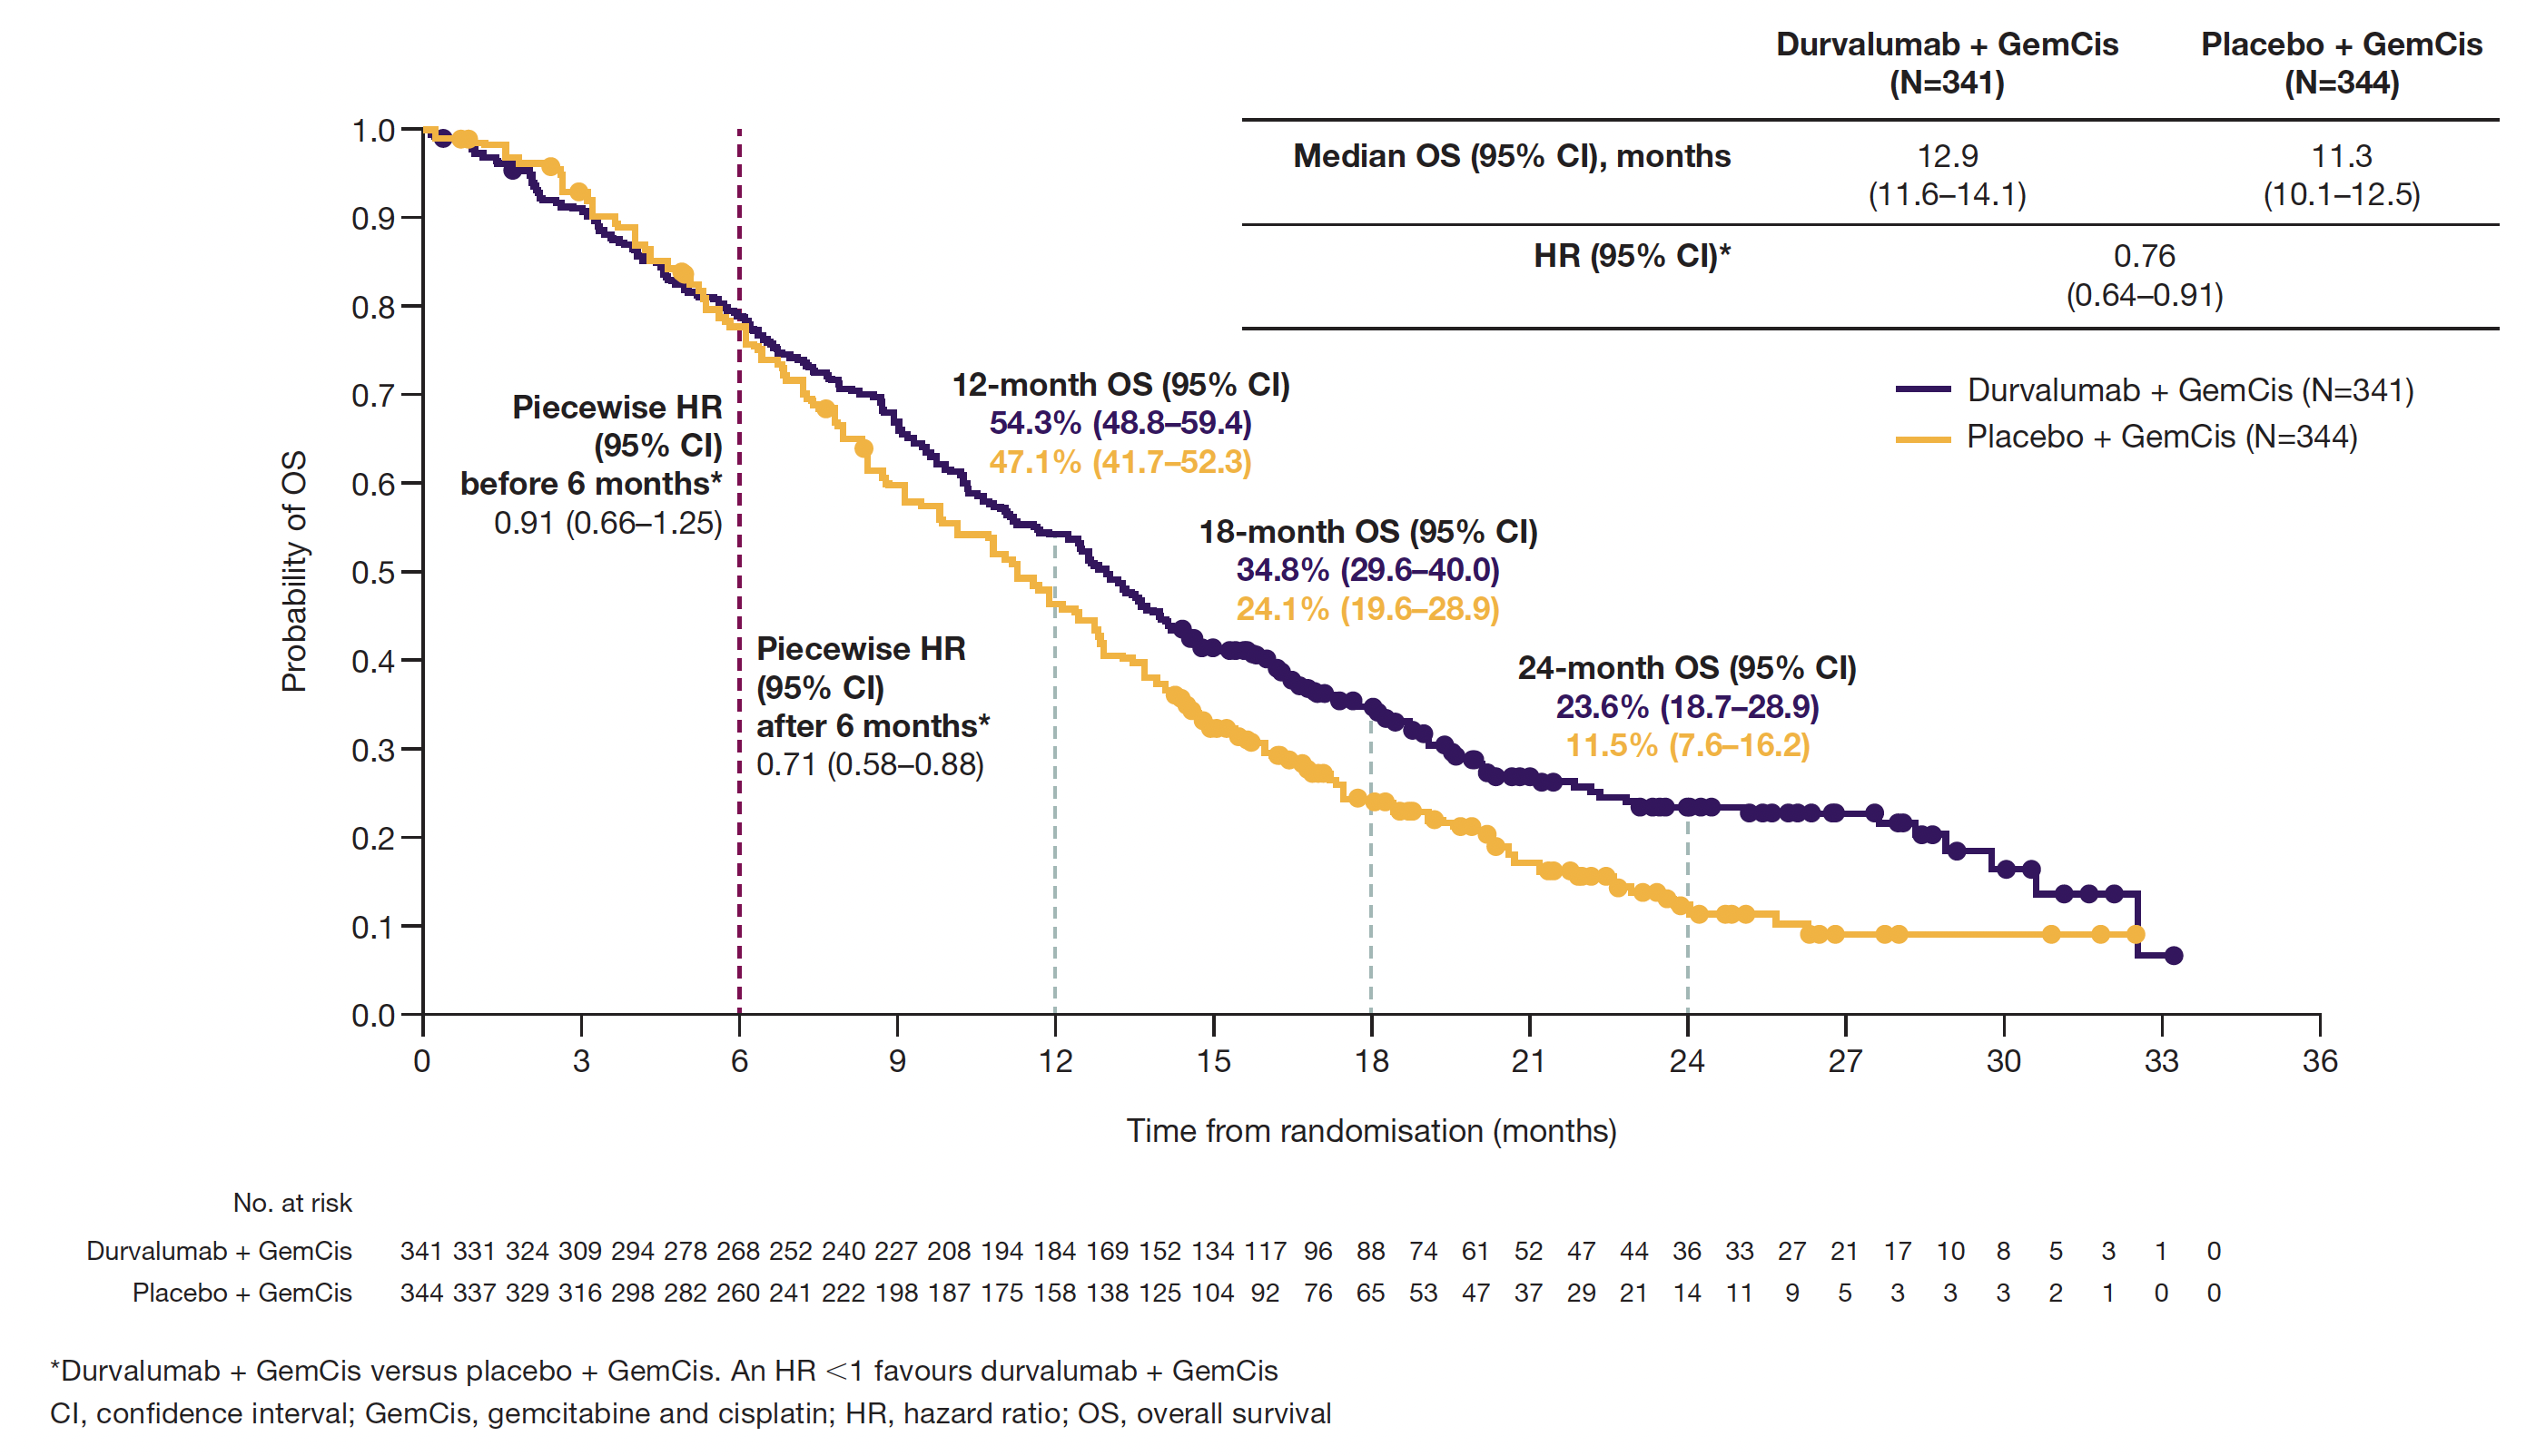 Durvalumab + GemCis Placebo + GemCis
(N=341) (N=344)
Median OS (95% CI), months 12.9 11.3
(11.6–14.1) (10.1–12.5)
HR (95% CI)* 0.76
(0.64–0.91)
Durvalumab + GemCis (N=341)
Placebo + GemCis (N=344)
Probability of OS
1.0
0.9
0.8
0.7
0.6
0.5
0.4
0.3
0.2
0.1
0.0
Piecewise HR
(95% CI)
before 6 months*
0.91 (0.66–1.25)
Piecewise HR
(95% CI)
after 6 months*
0.71 (0.58–0.88)
12-month OS (95% CI)
54.3% (48.8–59.4)
47.1% (41.7–52.3)
18-month OS (95% CI)
34.8% (29.6–40.0)
24.1% (19.6–28.9)
24-month OS (95% CI)
23.6% (18.7–28.9)
11.5% (7.6–16.2)
0 3 6 9 12 15 18 21 24 27 30 33 36
Time from randomisation (months)
No. at risk
Durvalumab + GemCis 341 331 324 309 294 278 268 252 240 227 208 194 184 169 152 134 117 96 88 74 61 52 47 44 36 33 27 21 17 10 8 5 3 1 0
Placebo + GemCis 344 337 329 316 298 282 260 241 222 198 187 175 158 138 125 104 92 76 65 53 47 37 29 21 14 11 9 5 3 3 3 2 1 0 0
*Durvalumab + GemCis versus placebo + GemCis. An HR <1 favours durvalumab + GemCis
CI, confidence interval; GemCis, gemcitabine and cisplatin; HR, hazard ratio; OS, overall survival